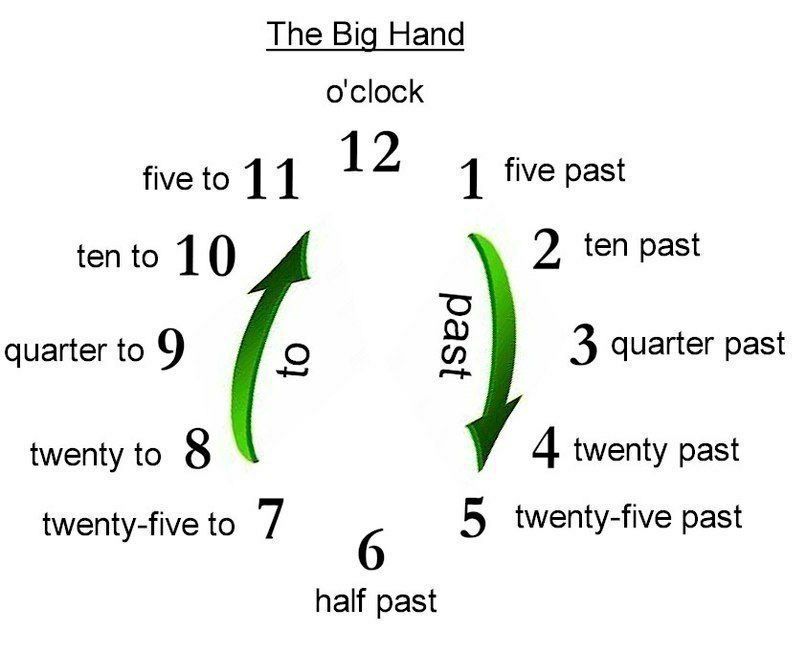 The Big Hand
o'clock
12
five to 11
1 five past
ten to 10
2 ten past
quarter to 9
to
past
3 quarter past
twenty to 8
4 twenty past
twenty-five to 7
5 twenty-five past
6
half past